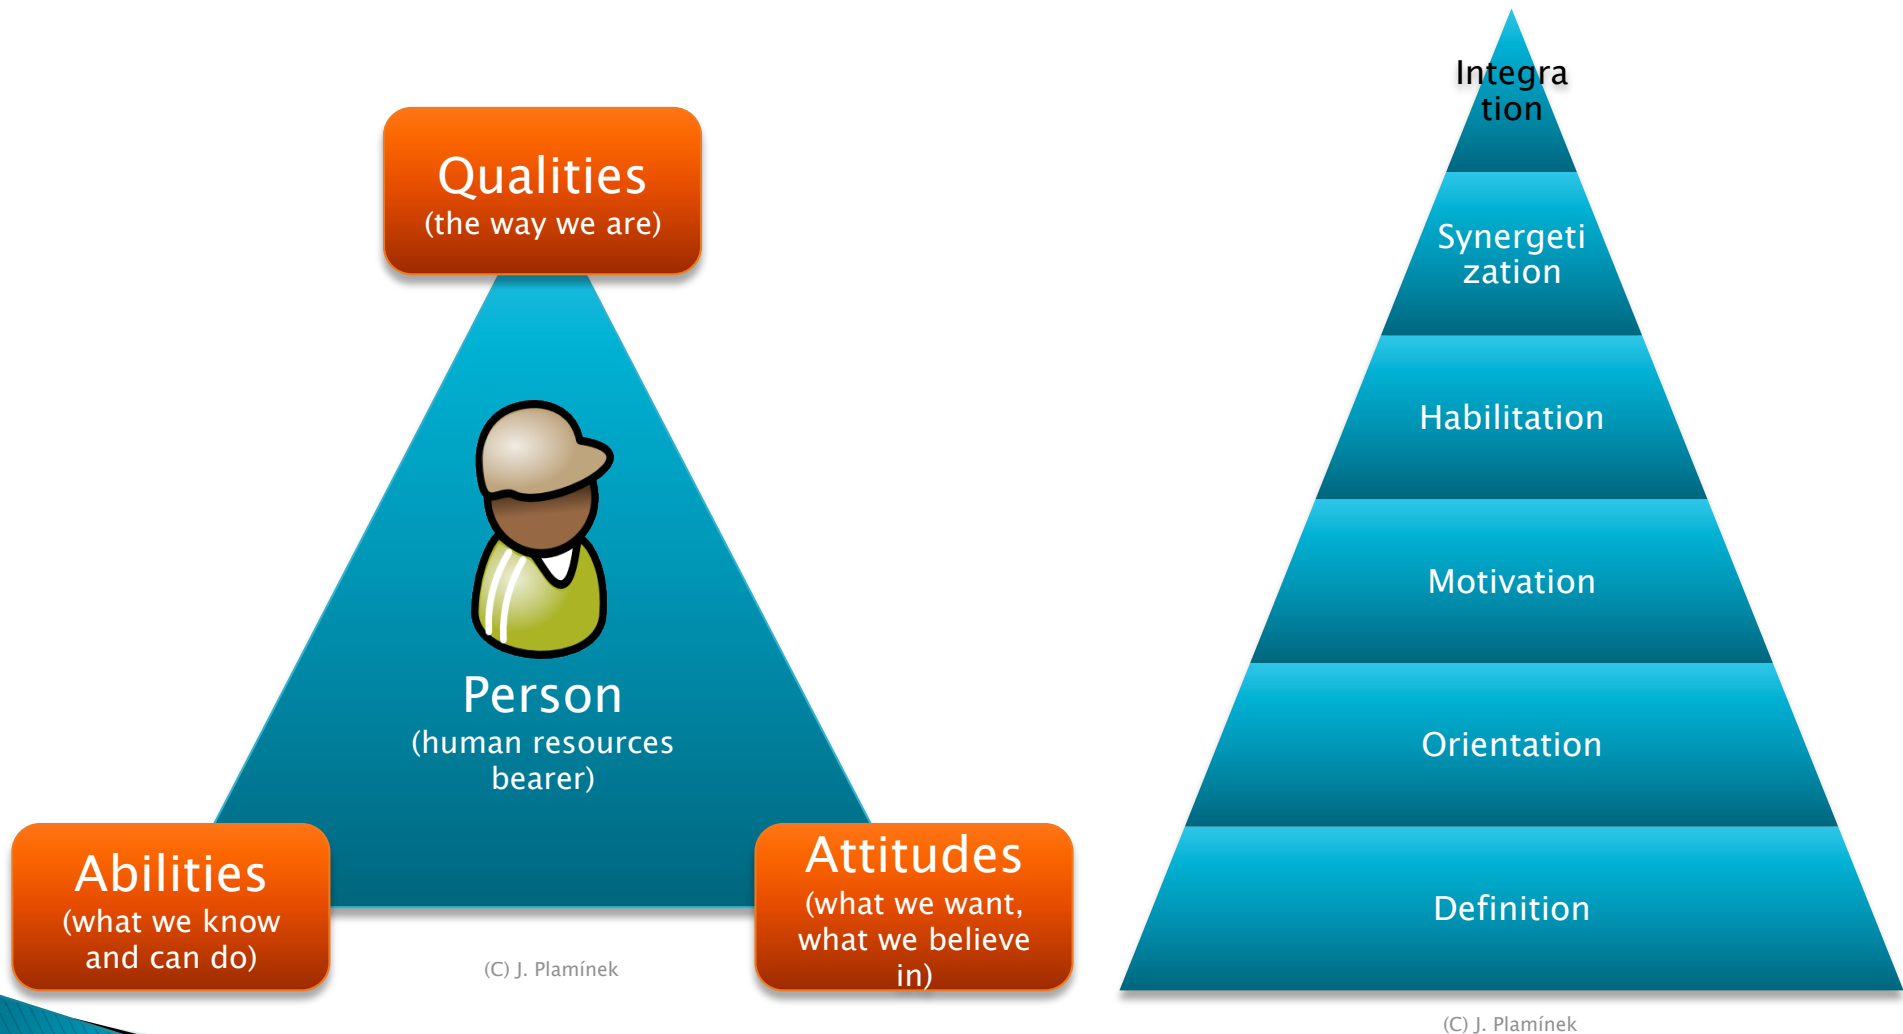 Qualities
(the way we are)
Person
(human resources
bearer)
Abilities
(what we know
and can do)
Attitudes
(what we want,
what we believe
in)
(C) J. Plamínek
Integra
tion
Synergeti
zation
Habilitation
Motivation
Orientation
Definition
(C) J. Plamínek